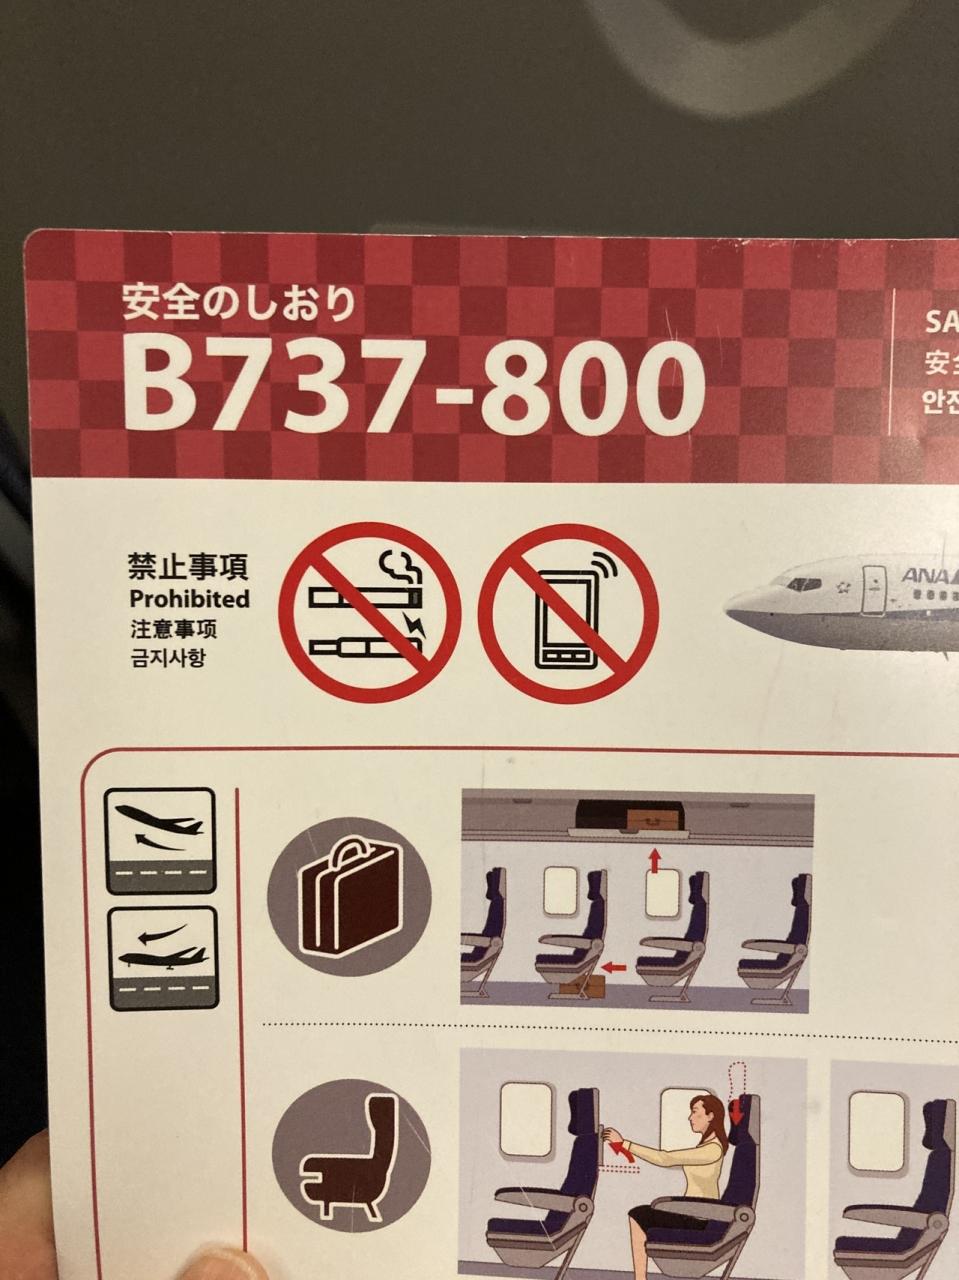 安全のしおり
B737-800
SA
安全
안전
禁止事項
Prohibited
注意事项
금지사항
ANA